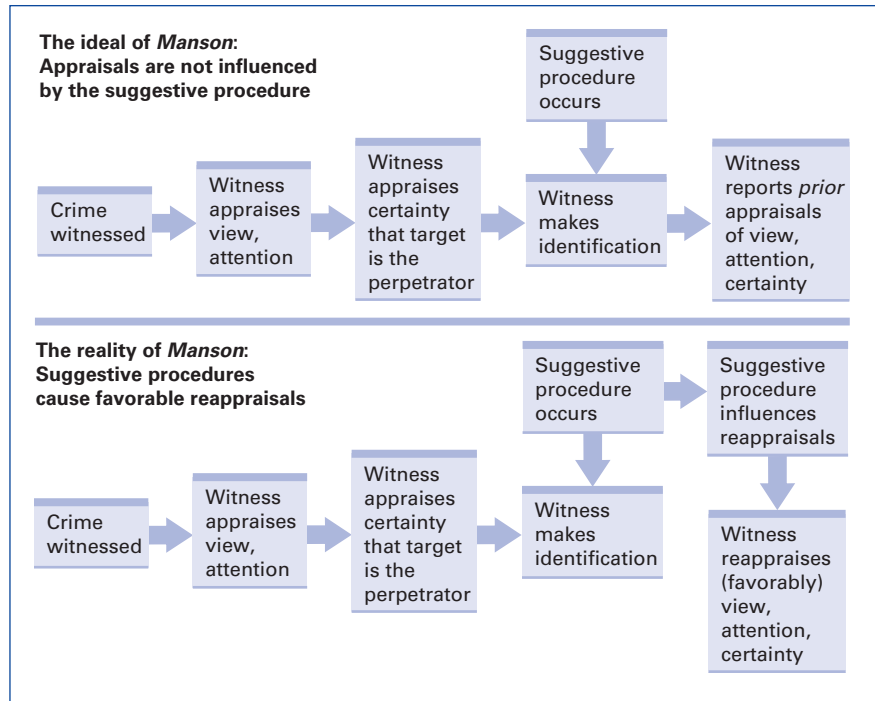 The ideal of Manson:
Appraisals are not influenced
by the suggestive procedure
Suggestive
procedure
occurs
Crime
witnessed
Witness
appraises
view,
attention
Witness
appraises
certainty
that target
is the
perpetrator
Witness
makes
identification
Witness
reports prior
appraisals
of view,
attention,
certainty
The reality of Manson:
Suggestive procedures
cause favorable reappraisals
Suggestive
procedure
occurs
Suggestive
procedure
influences
reappraisals
Crime
witnessed
Witness
appraises
view,
attention
Witness
appraises
certainty
that target
is the
perpetrator
Witness
makes
identification
Witness
reappraises
(favorably)
view,
attention,
certainty